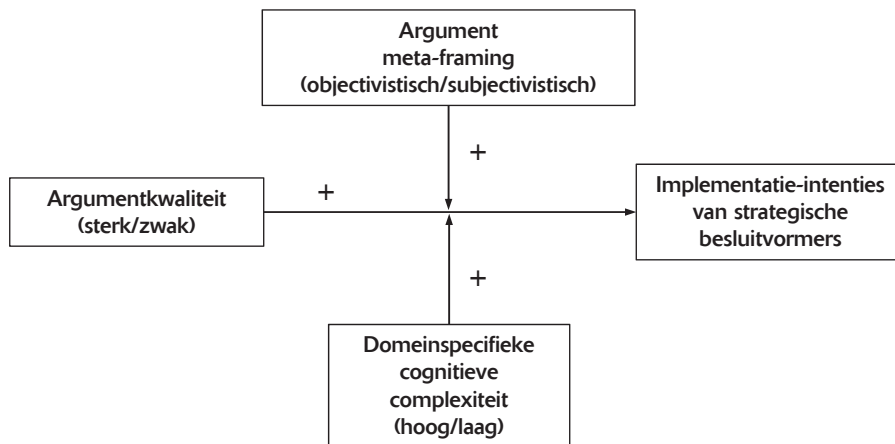 Argument
meta-framing
(objectivistisch/subjectivistisch)
+
Argumentkwaliteit
(sterk/zwak)
+
Implementatie-intenties
van strategische
besluitvormers
+
Domeinspecifieke
cognitieve
complexiteit
(hoog/laag)